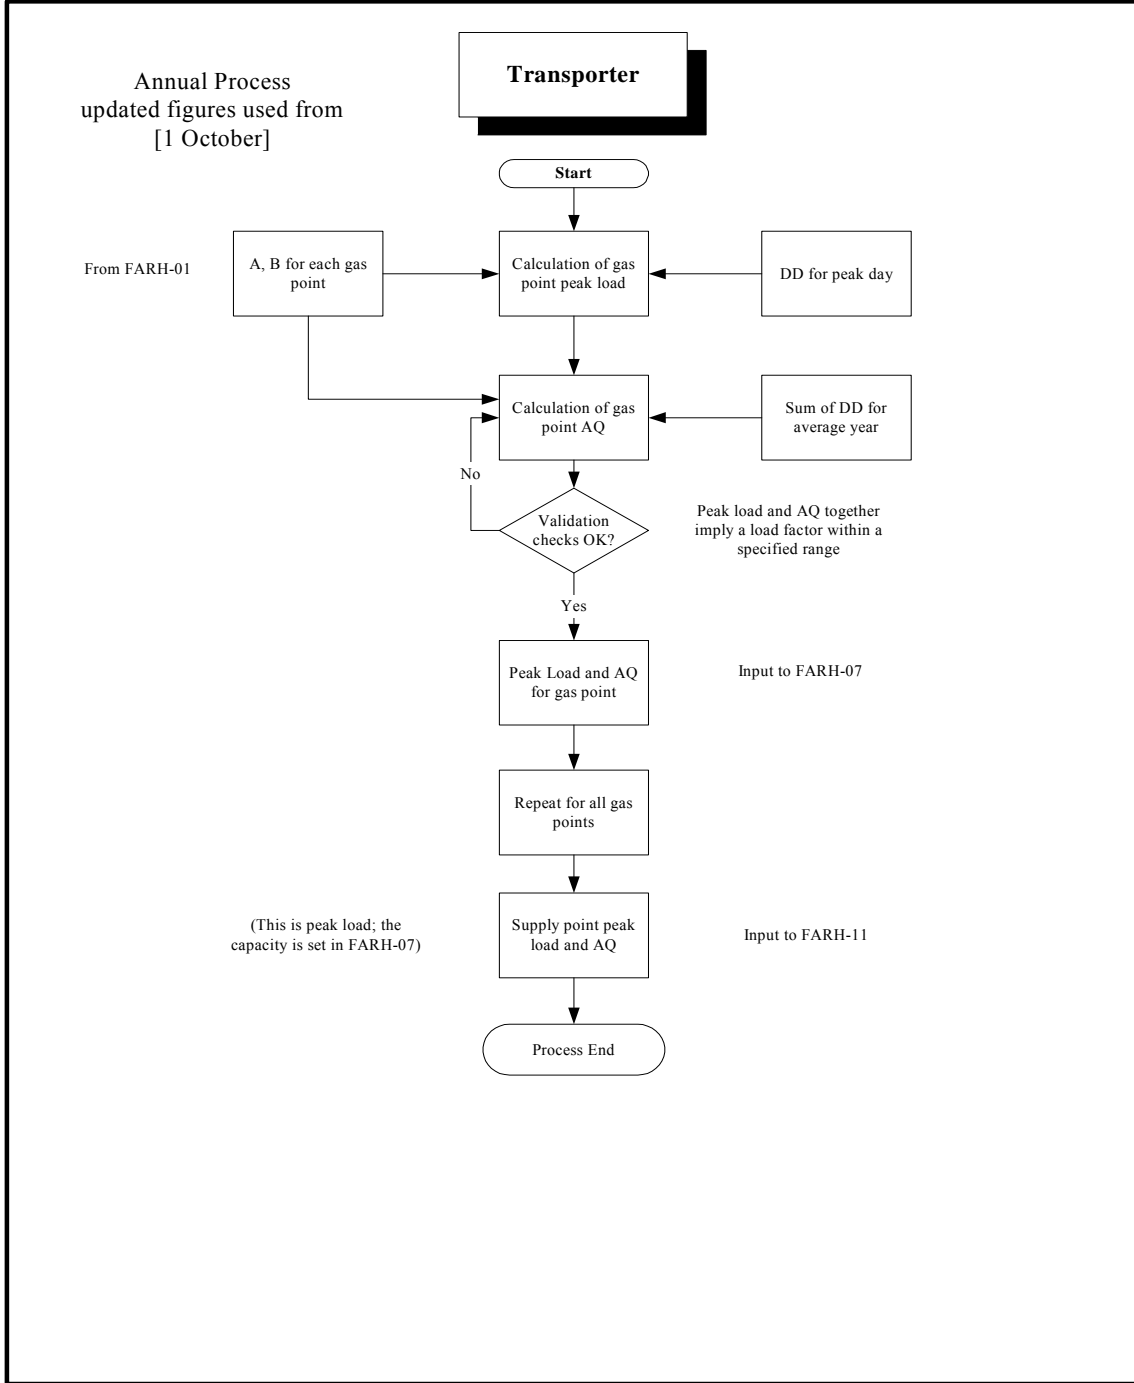 Annual Process
updated figures used from
[1 October]
Transporter
Start
From FARH-01
A, B for each gas
point
Calculation of gas
point peak load
DD for peak day
Calculation of gas
point AQ
Sum of DD for
average year
No
Validation
checks OK?
Peak load and AQ together
imply a load factor within a
specified range
Yes
Peak Load and AQ
for gas point
Input to FARH-07
Repeat for all gas
points
(This is peak load; the
capacity is set in FARH-07)
Supply point peak
load and AQ
Input to FARH-11
Process End